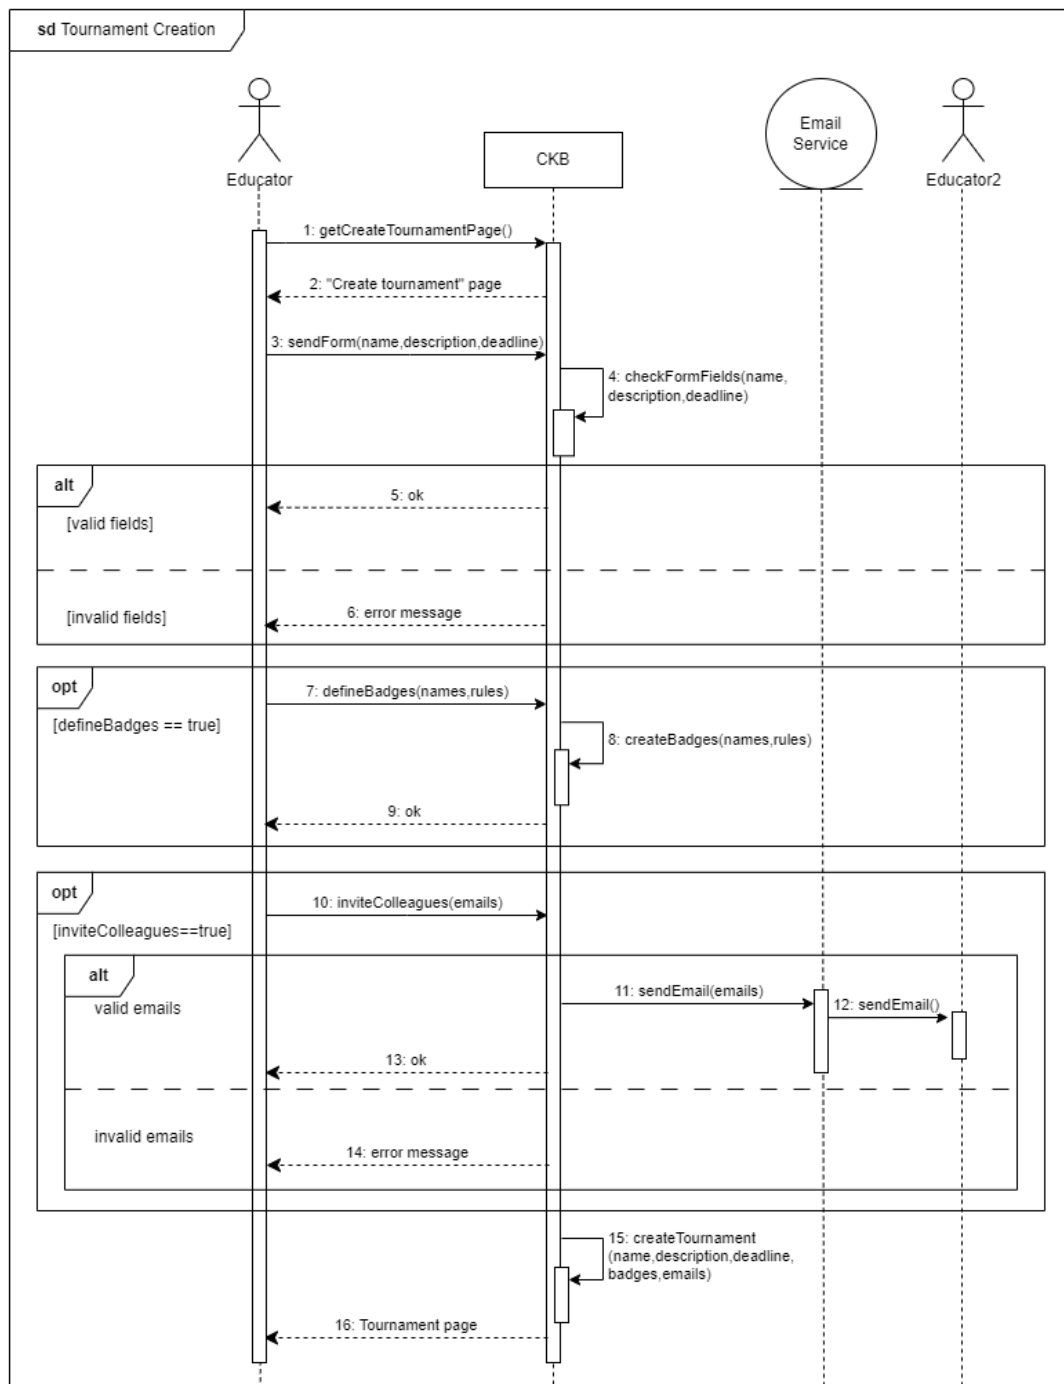 sd Tournament Creation
Educator
CKB
Email
Service
Educator2
1: getCreateTournamentPage()
2: "Create tournament" page
3: sendForm(name,description,deadline)
4: checkFormFields(name,
description,deadline)
alt
5: ok
[valid fields]
6: error message
[invalid fields]
opt
7: defineBadges(names,rules)
[defineBadges == true]
8: createBadges(names,rules)
9: ok
opt
10: inviteColleagues(emails)
[inviteColleagues==true]
alt
11: sendEmail(emails)
12: sendEmail()
valid emails
13: ok
invalid emails
14: error message
15: createTournament
(name,description,deadline,
badges,emails)
16: Tournament page